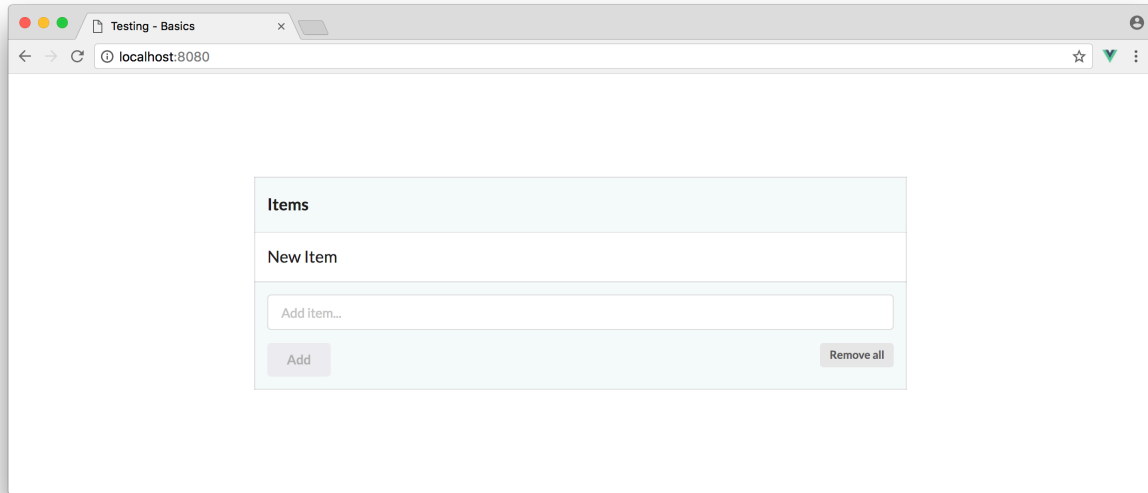 Testing - Basics
localhost:8080
Items
New Item
Add item...
Add
Remove all